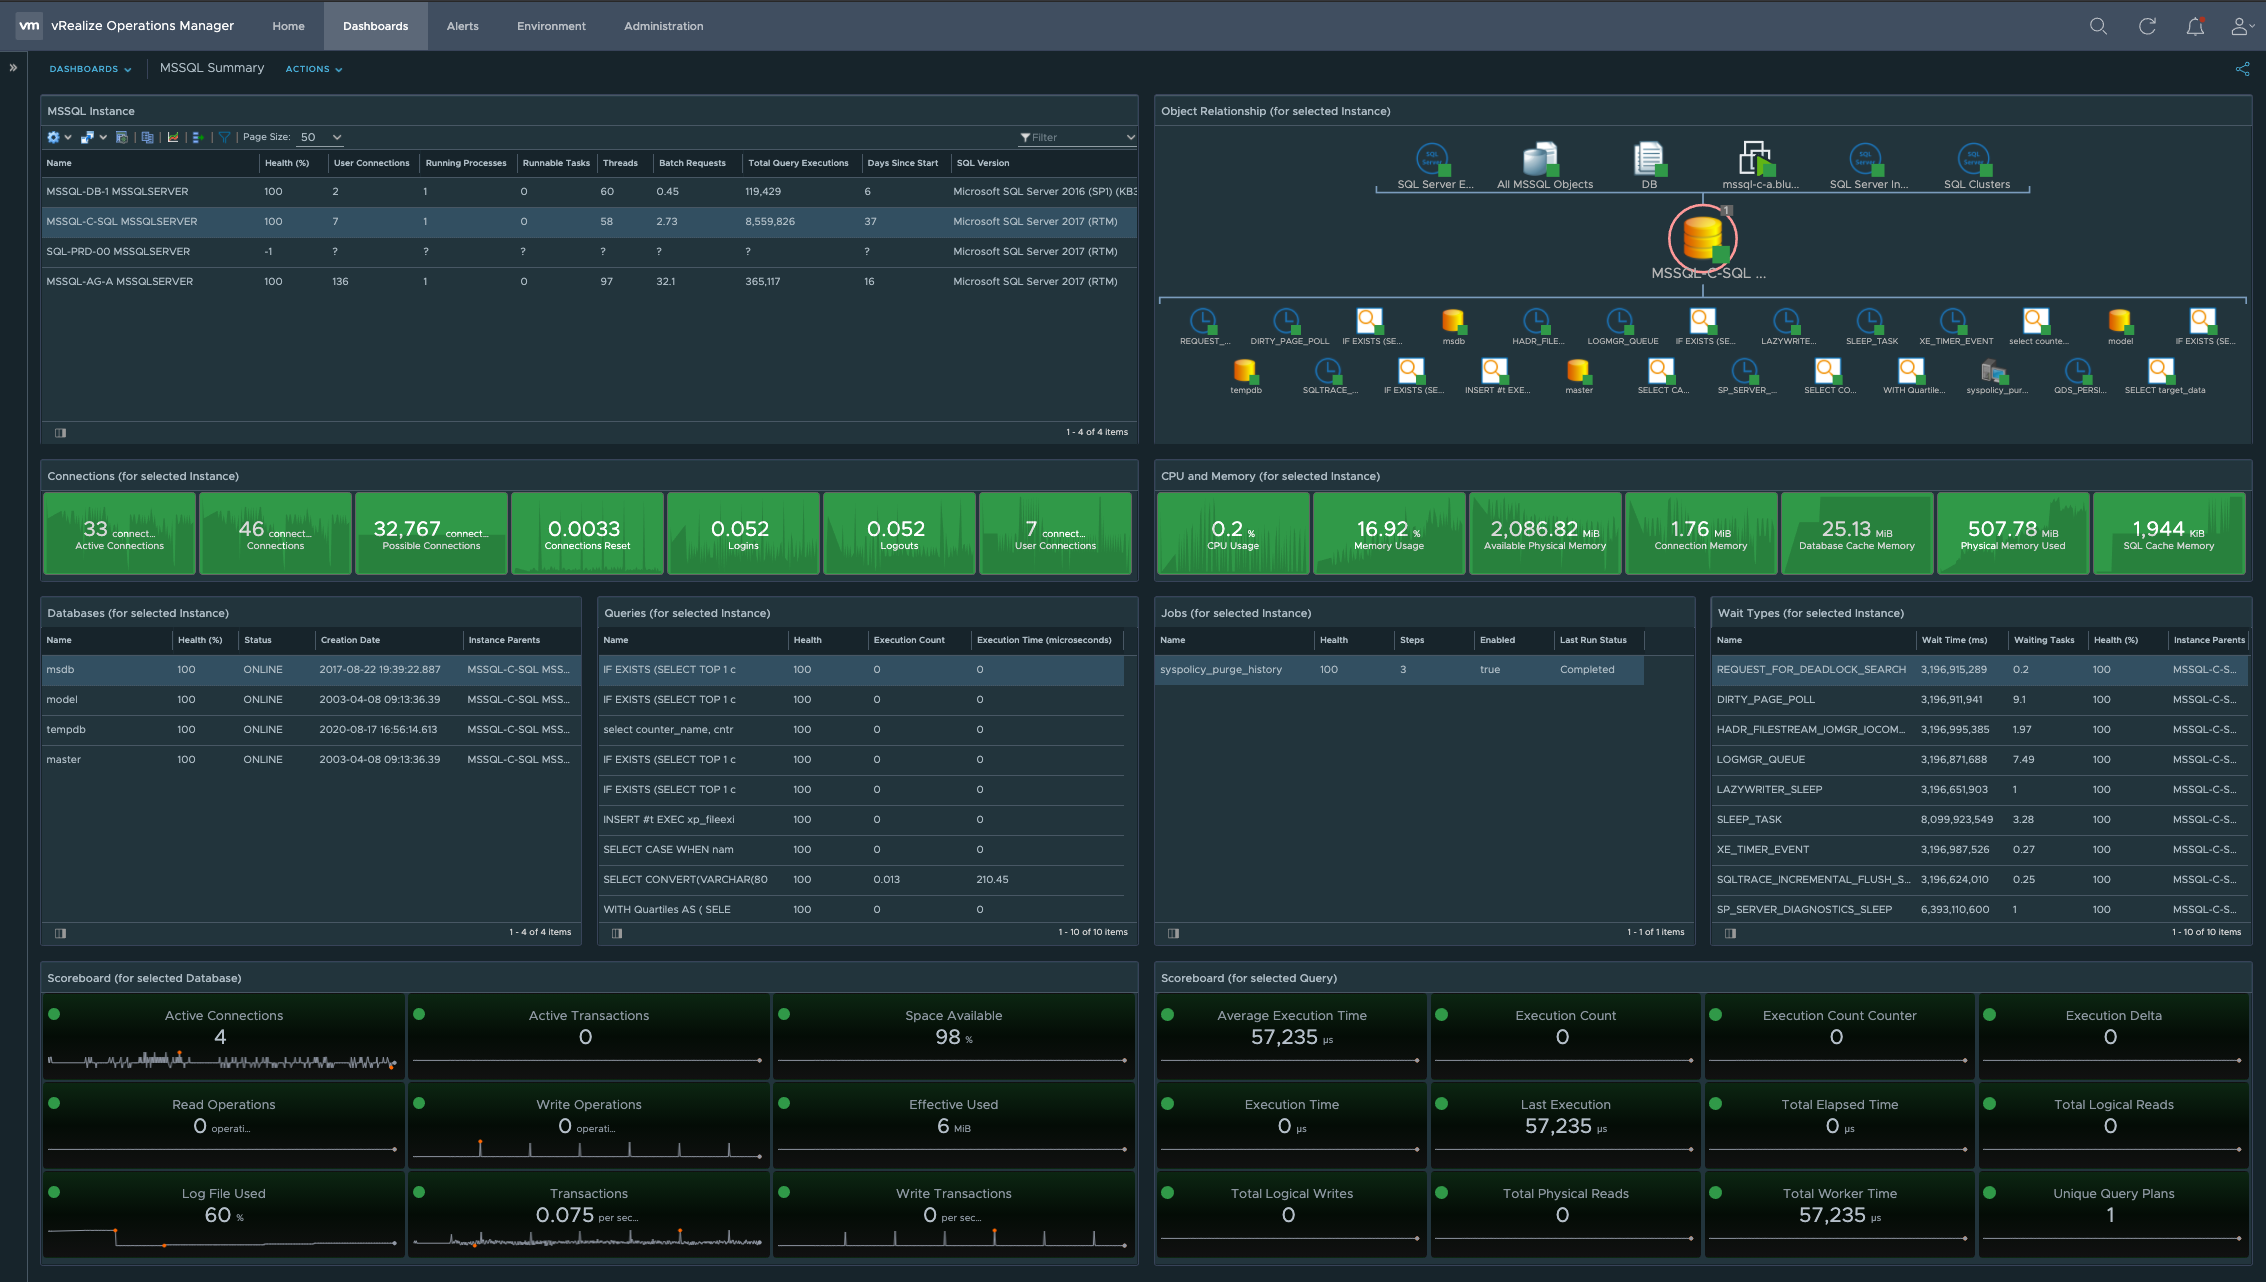 vm vRealize Operations Manager Home Dashboards Alerts Environment Administration
DASHBOARDS MSSQL Summary ACTIONS
MSSQL Instance
Page Size: 50 Filter
Name Health (%) User Connections Running Processes Runnable Tasks Threads Batch Requests Total Query Executions Days Since Start SQL Version
MSSQL-DB-1 MSSQLSERVER 100 2 1 0 60 0.45 119,429 6 Microsoft SQL Server 2016 (SP1) (KB3
MSSQL-C-SQL MSSQLSERVER 100 7 1 0 58 2.73 8,559,826 37 Microsoft SQL Server 2017 (RTM)
SQL-PRD-00 MSSQLSERVER -1 ? ? ? ? ? ? ? Microsoft SQL Server 2017 (RTM)
MSSQL-AG-A MSSQLSERVER 100 136 1 0 97 32.1 365,117 16 Microsoft SQL Server 2017 (RTM)
1 - 4 of 4 items
Object Relationship (for selected Instance)
SQL Server E... All MSSQL Objects DB mssql-c-a.blu... SQL Server In... SQL Clusters
1
MSSQL-C-SQL ...
REQUEST_... DIRTY_PAGE_POLL IF EXISTS (SE... msdb HADR_FILE... LOGMGR_QUEUE IF EXISTS (SE... LAZYWRITE... SLEEP_TASK XE_TIMER_EVENT select counte... model IF EXISTS (SE...
tempdb SQLTRACE_... IF EXISTS (SE... INSERT #t EXE... master SELECT CA... SP_SERVER_... SELECT CO... WITH Quartile... syspolicy_pur... QDS_PERSI... SELECT target_data
Connections (for selected Instance)
33 connect... 46 connect... 32,767 connect... 0.0033 0.052 0.052 7 connect...
Active Connections Connections Possible Connections Connections Reset Logins Logouts User Connections
CPU and Memory (for selected Instance)
0.2 % 16.92 % 2,086.82 MiB 1.76 MiB 25.13 MiB 507.78 MiB 1,944 KiB
CPU Usage Memory Usage Available Physical Memory Connection Memory Database Cache Memory Physical Memory Used SQL Cache Memory
Databases (for selected Instance)
Name Health (%) Status Creation Date Instance Parents
msdb 100 ONLINE 2017-08-22 19:39:22.887 MSSQL-C-SQL MSS...
model 100 ONLINE 2003-04-08 09:13:36.39 MSSQL-C-SQL MSS...
tempdb 100 ONLINE 2020-08-17 16:56:14.613 MSSQL-C-SQL MSS...
master 100 ONLINE 2003-04-08 09:13:36.39 MSSQL-C-SQL MSS...
1 - 4 of 4 items
Queries (for selected Instance)
Name Health Execution Count Execution Time (microseconds)
IF EXISTS (SELECT TOP 1 c 100 0 0
IF EXISTS (SELECT TOP 1 c 100 0 0
select counter_name, cntr 100 0 0
IF EXISTS (SELECT TOP 1 c 100 0 0
IF EXISTS (SELECT TOP 1 c 100 0 0
INSERT #t EXEC xp_fileexi 100 0 0
SELECT CASE WHEN nam 100 0 0
SELECT CONVERT(VARCHAR(80 100 0.013 210.45
WITH Quartiles AS ( SELE 100 0 0
1 - 10 of 10 items
Jobs (for selected Instance)
Name Health Steps Enabled Last Run Status
syspolicy_purge_history 100 3 true Completed
1 - 1 of 1 items
Wait Types (for selected Instance)
Name Wait Time (ms) Waiting Tasks Health (%) Instance Parents
REQUEST_FOR_DEADLOCK_SEARCH 3,196,915,289 0.2 100 MSSQL-C-S...
DIRTY_PAGE_POLL 3,196,911,941 9.1 100 MSSQL-C-S...
HADR_FILESTREAM_IOMGR_IOCOM... 3,196,995,385 1.97 100 MSSQL-C-S...
LOGMGR_QUEUE 3,196,871,688 7.49 100 MSSQL-C-S...
LAZYWRITER_SLEEP 3,196,651,903 1 100 MSSQL-C-S...
SLEEP_TASK 8,099,923,549 3.28 100 MSSQL-C-S...
XE_TIMER_EVENT 3,196,987,526 0.27 100 MSSQL-C-S...
SQLTRACE_INCREMENTAL_FLUSH_S... 3,196,624,010 0.25 100 MSSQL-C-S...
SP_SERVER_DIAGNOSTICS_SLEEP 6,393,110,600 1 100 MSSQL-C-S...
1 - 10 of 10 items
Scoreboard (for selected Database)
Active Connections Active Transactions Space Available
4 0 98 %
Read Operations Write Operations Effective Used
0 operati... 0 operati... 6 MiB
Log File Used Transactions Write Transactions
60 % 0.075 per sec... 0 per sec...
Scoreboard (for selected Query)
Average Execution Time Execution Count Execution Count Counter Execution Delta
57,235 µs 0 0 0
Execution Time Last Execution Total Elapsed Time Total Logical Reads
0 µs 57,235 µs 0 µs 0
Total Logical Writes Total Physical Reads Total Worker Time Unique Query Plans
0 0 57,235 µs 1